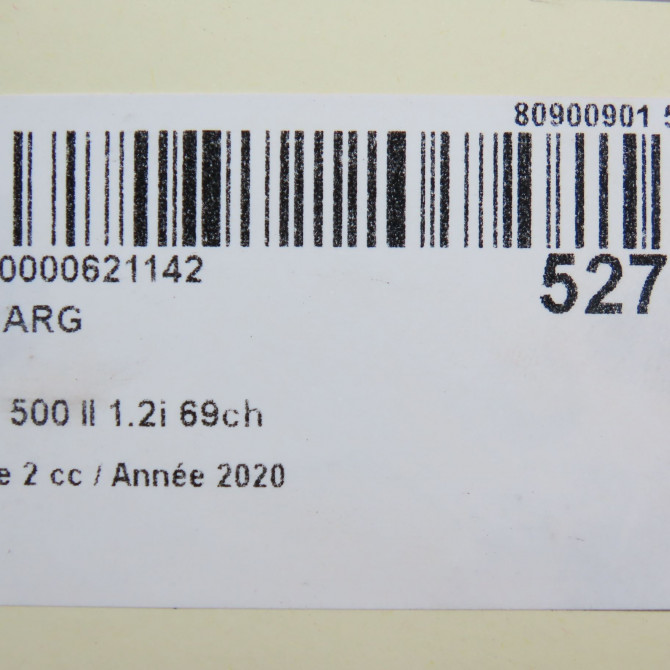 80900901 5
0000621142
527
ARG
500 II 1.2i 69ch
e 2 cc / Année 2020